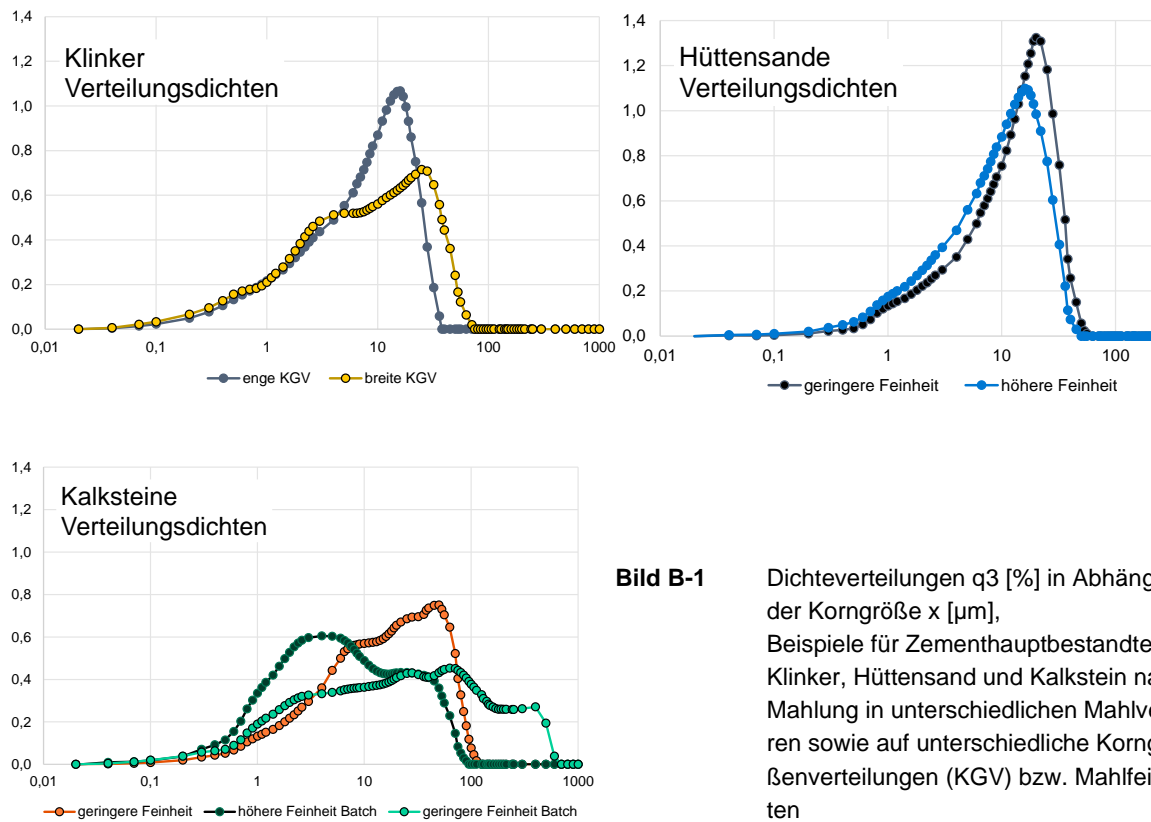 Klinker
Verteilungsdichten
1,4
1,2
1,0
0,8
0,6
0,4
0,2
0,0
0,01 0,1 1 10 100 1000
enge KGV breite KGV
Hüttensande
Verteilungsdichten
1,4
1,2
1,0
0,8
0,6
0,4
0,2
0,0
0,01 0,1 1 10 100
geringere Feinheit höhere Feinheit
Kalksteine
Verteilungsdichten
1,4
1,2
1,0
0,8
0,6
0,4
0,2
0,0
0,01 0,1 1 10 100 1000
geringere Feinheit höhere Feinheit Batch geringere Feinheit Batch
Bild B-1 Dichteverteilungen q3 [%] in Abhäng
der Korngröße x [µm],
Beispiele für Zementhauptbestandte
Klinker, Hüttensand und Kalkstein na
Mahlung in unterschiedlichen Mahlve
ren sowie auf unterschiedliche Korng
ßenverteilungen (KGV) bzw. Mahlfei
ten